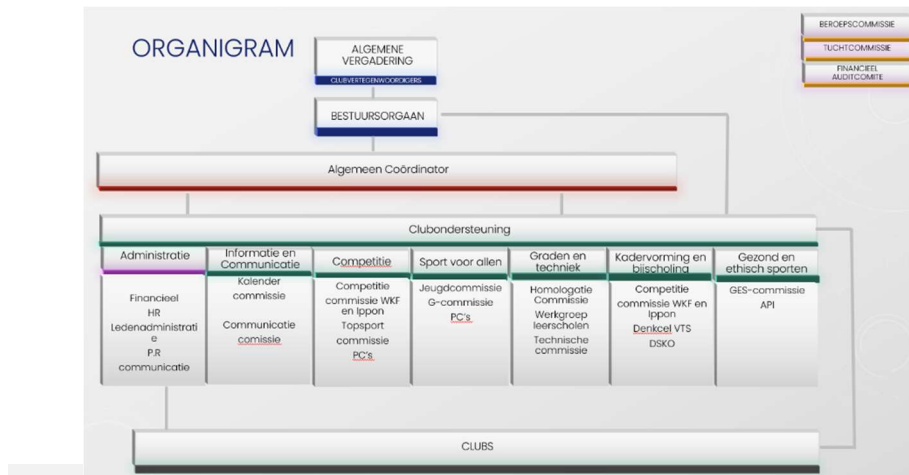 ORGANIGRAM
ALGEMENE
VERGADERING
CLUBVERTEGENWOORDIGERS
BEROEPSCOMMISSIE
TUCHTCOMMISSIE
FINANCIEEL
AUDITCOMITE
BESTUURSORGAAN
Algemeen Coördinator
Clubondersteuning
Administratie
Financieel
HR
Ledenadministrati
e
P.R
communicatie
Informatie en
Communicatie
Kalender
commissie
Communicatie
comissie
Competitie
Competitie
commissie WKF
en Ippon
Topsport
commissie
PC's
Sport voor allen
Jeugdcommissie
G-commissie
PC's
Graden en
techniek
Homologatie
Commissie
Werkgroep
leerscholen
Technische
commissie
Kadervorming en
bijscholing
Competitie
commissie WKF en
Ippon
Denkcel VTS
DSKO
Gezond en
ethisch sporten
GES-commissie
API
CLUBS